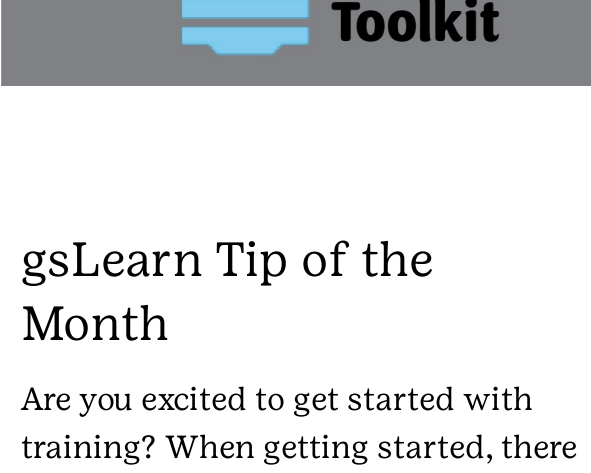 Toolkit
gsLearn Tip of the
Month
Are you excited to get started with
training? When getting started, there